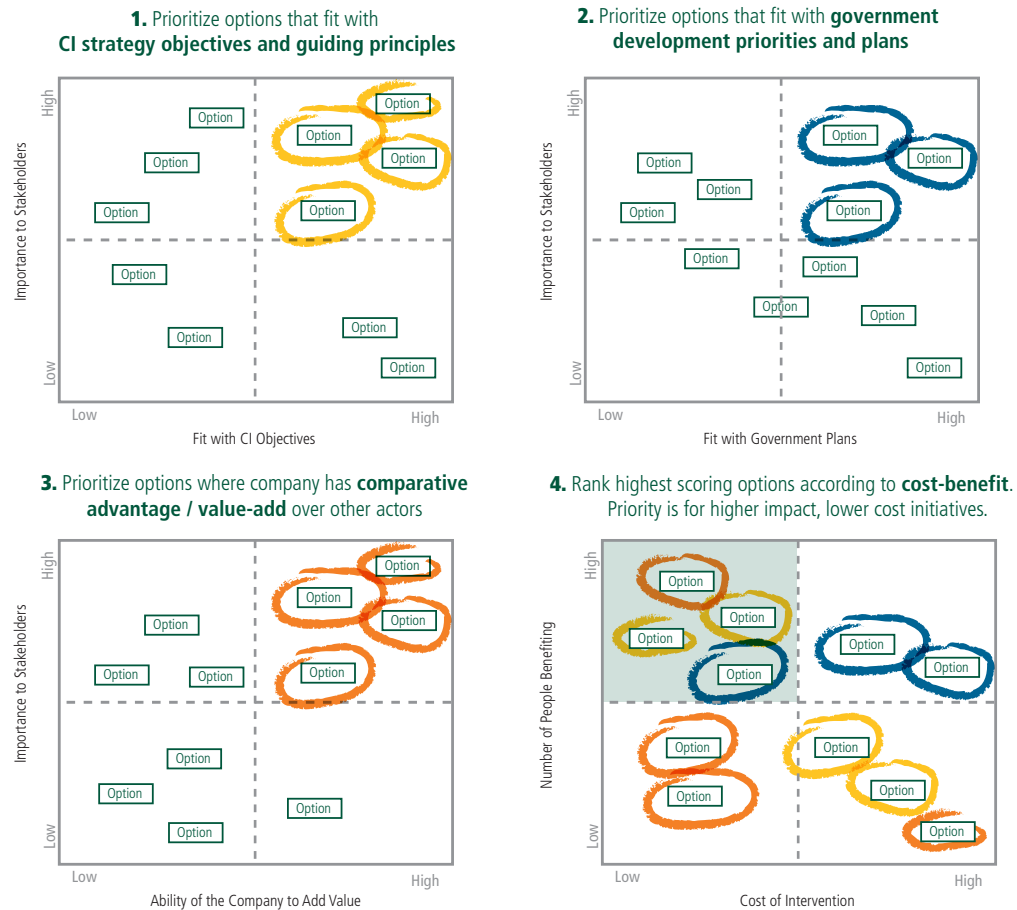 1. Prioritize options that fit with
CI strategy objectives and guiding principles
High
Importance to Stakeholders
Low
Option
Option
Option
Option
Option
Option
Option
Option
Option
Option
Option
Low
High
Fit with CI Objectives
2. Prioritize options that fit with government
development priorities and plans
High
Importance to Stakeholders
Low
Option
Option
Option
Option
Option
Option
Option
Option
Option
Option
Option
Low
High
Fit with Government Plans
3. Prioritize options where company has comparative
advantage / value-add over other actors
High
Importance to Stakeholders
Low
Option
Option
Option
Option
Option
Option
Option
Option
Option
Option
Option
Low
High
Ability of the Company to Add Value
4. Rank highest scoring options according to cost-benefit.
Priority is for higher impact, lower cost initiatives.
High
Number of People Benefiting
Low
Option
Option
Option
Option
Option
Option
Option
Option
Option
Option
Option
Low
High
Cost of Intervention